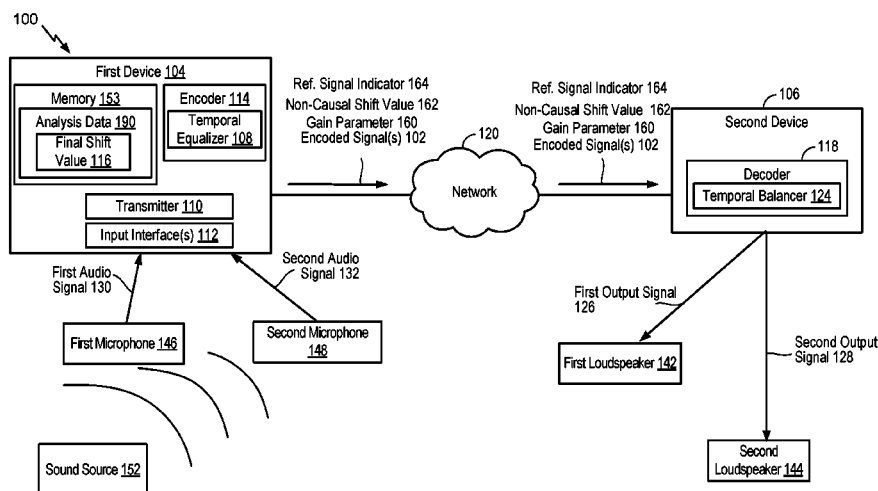 100
First Device 104
Memory 153
Analysis Data 190
Final Shift
Value 116
Encoder 114
Temporal
Equalizer 108
Transmitter 110
Input Interface(s) 112
Ref. Signal Indicator 164
Non-Causal Shift Value 162
Gain Parameter 160
Encoded Signal(s) 102
120
Network
Ref. Signal Indicator 164
Non-Causal Shift Value 162
Gain Parameter 160
Encoded Signal(s) 102
106
Second Device
118
Decoder
Temporal Balancer 124
First Audio
Signal 130
Second Audio
Signal 132
First Microphone 146
Second Microphone
148
Sound Source 152
First Output Signal
126
First Loudspeaker 142
Second Output
Signal 128
Second
Loudspeaker 144